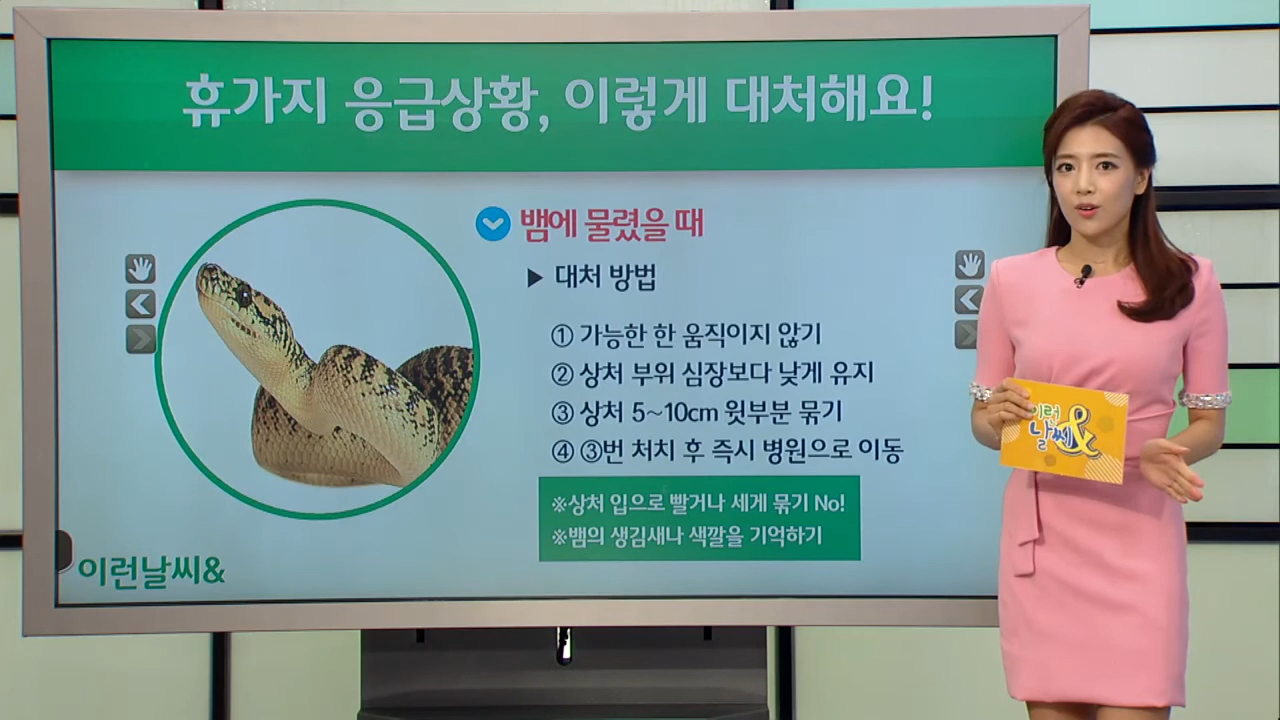 휴가지 응급상황, 이렇게 대처해요!
뱀에 물렸을 때
▶ 대처 방법
① 가능한 한 움직이지 않기
② 상처 부위 심장보다 낮게 유지
③ 상처 5~10cm 윗부분 묶기
④ ③번 처치 후 즉시 병원으로 이동
※상처 입으로 빨거나 세게 묶기 No!
※뱀의 생김새나 색깔을 기억하기
이런날씨&
이런
날씨&